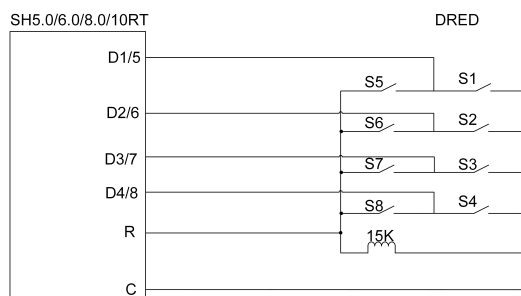 SH5.0/6.0/8.0/10RT DRED
D1/5
S5 S1
D2/6
S6 S2
D3/7
S7 S3
D4/8
S8 S4
R
15K
C